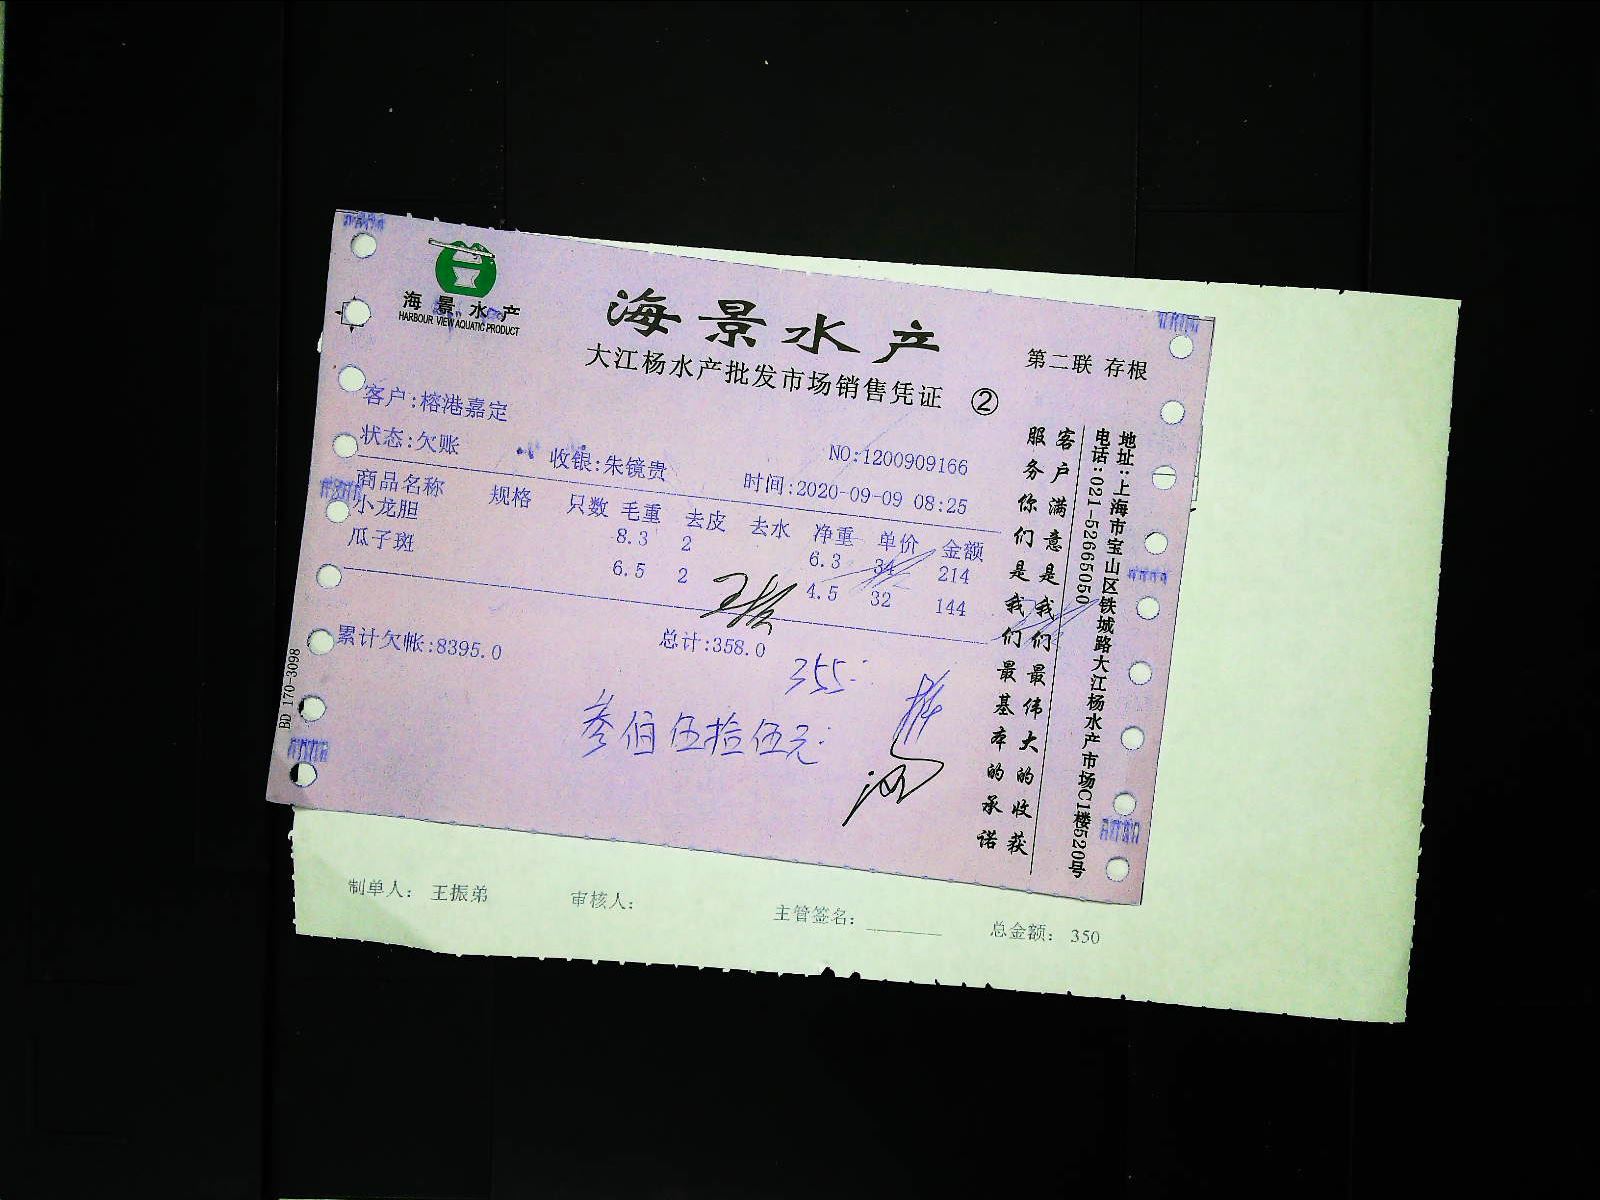 海景水产
HARBOUR VIEW AQUATIC PRODUCT
海景水产
大江杨水产批发市场销售凭证 ②
第二联 存根
客户:榕港嘉定
NO:1200909166
状态:欠账 收银:朱镜贵 时间:2020-09-09 08:25
商品名称 规格 只数 毛重 去皮 去水 净重 单价 金额
小龙胆 8.3 2 6.3 34 214
瓜子斑 6.5 2 4.5 32 144
累计欠帐:8395.0 总计:358.0
355
叁佰伍拾伍元
客户满意是我们最伟大的收获
服务你们是我们最基本的承诺
地址:上海市宝山区铁城路大江杨水产市场C1楼520号
电话:021-52665050
BD 170-3098
制单人: 王振弟 审核人: 主管签名: 总金额: 350